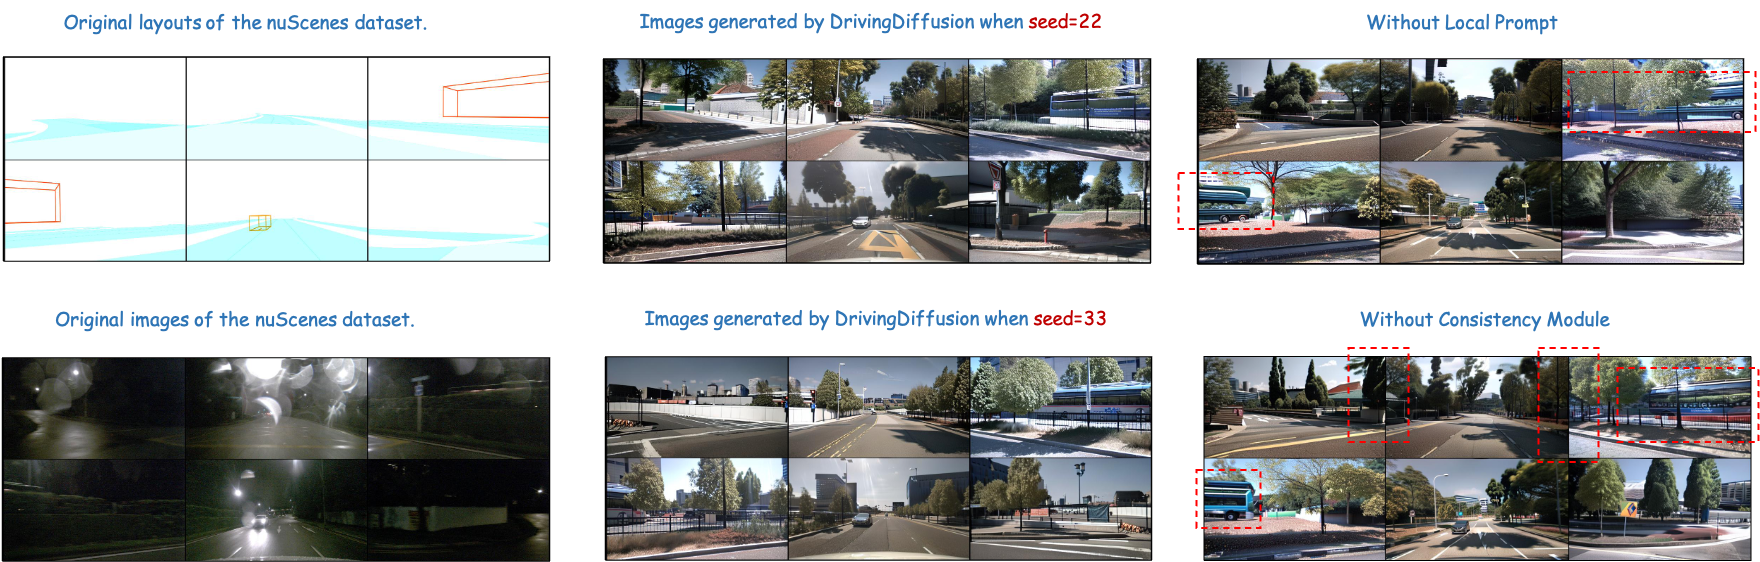 Original layouts of the nuScenes dataset.
Images generated by DrivingDiffusion when seed=22
Without Local Prompt
Original images of the nuScenes dataset.
Images generated by DrivingDiffusion when seed=33
Without Consistency Module